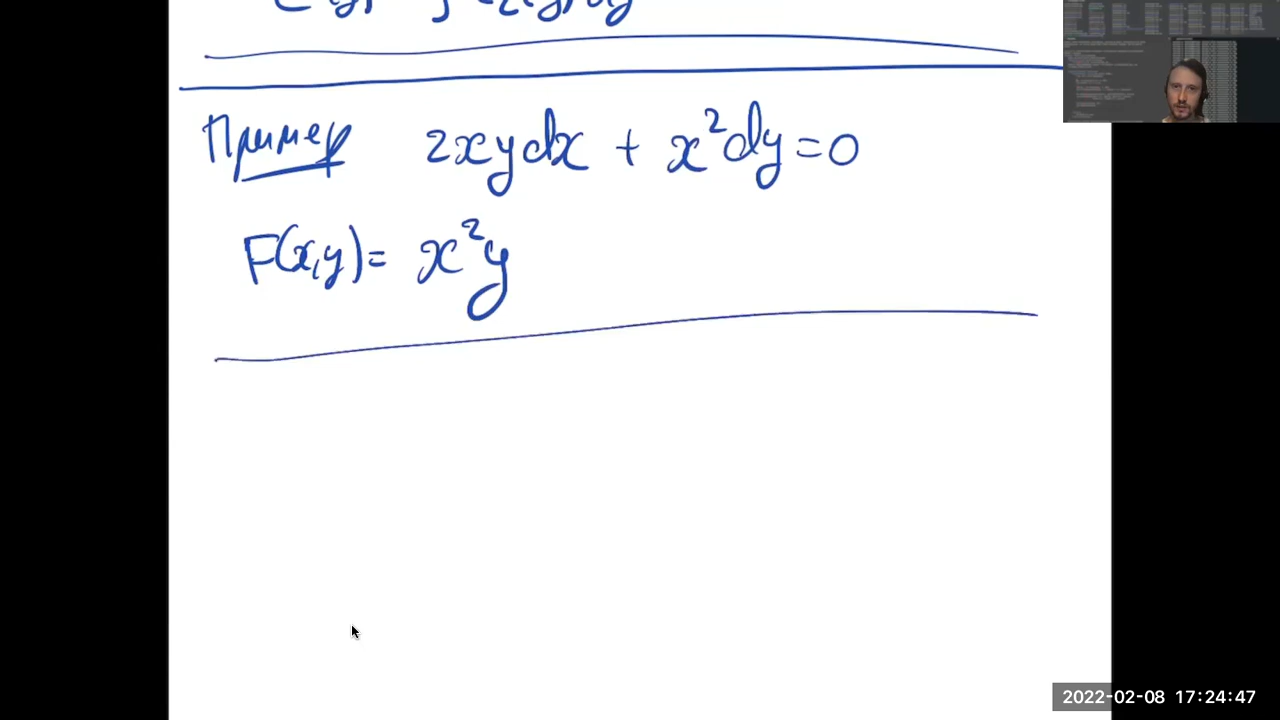 Пример 2xydx + x²dy = 0
F(x,y) = x²y
2022-02-08 17:24:47